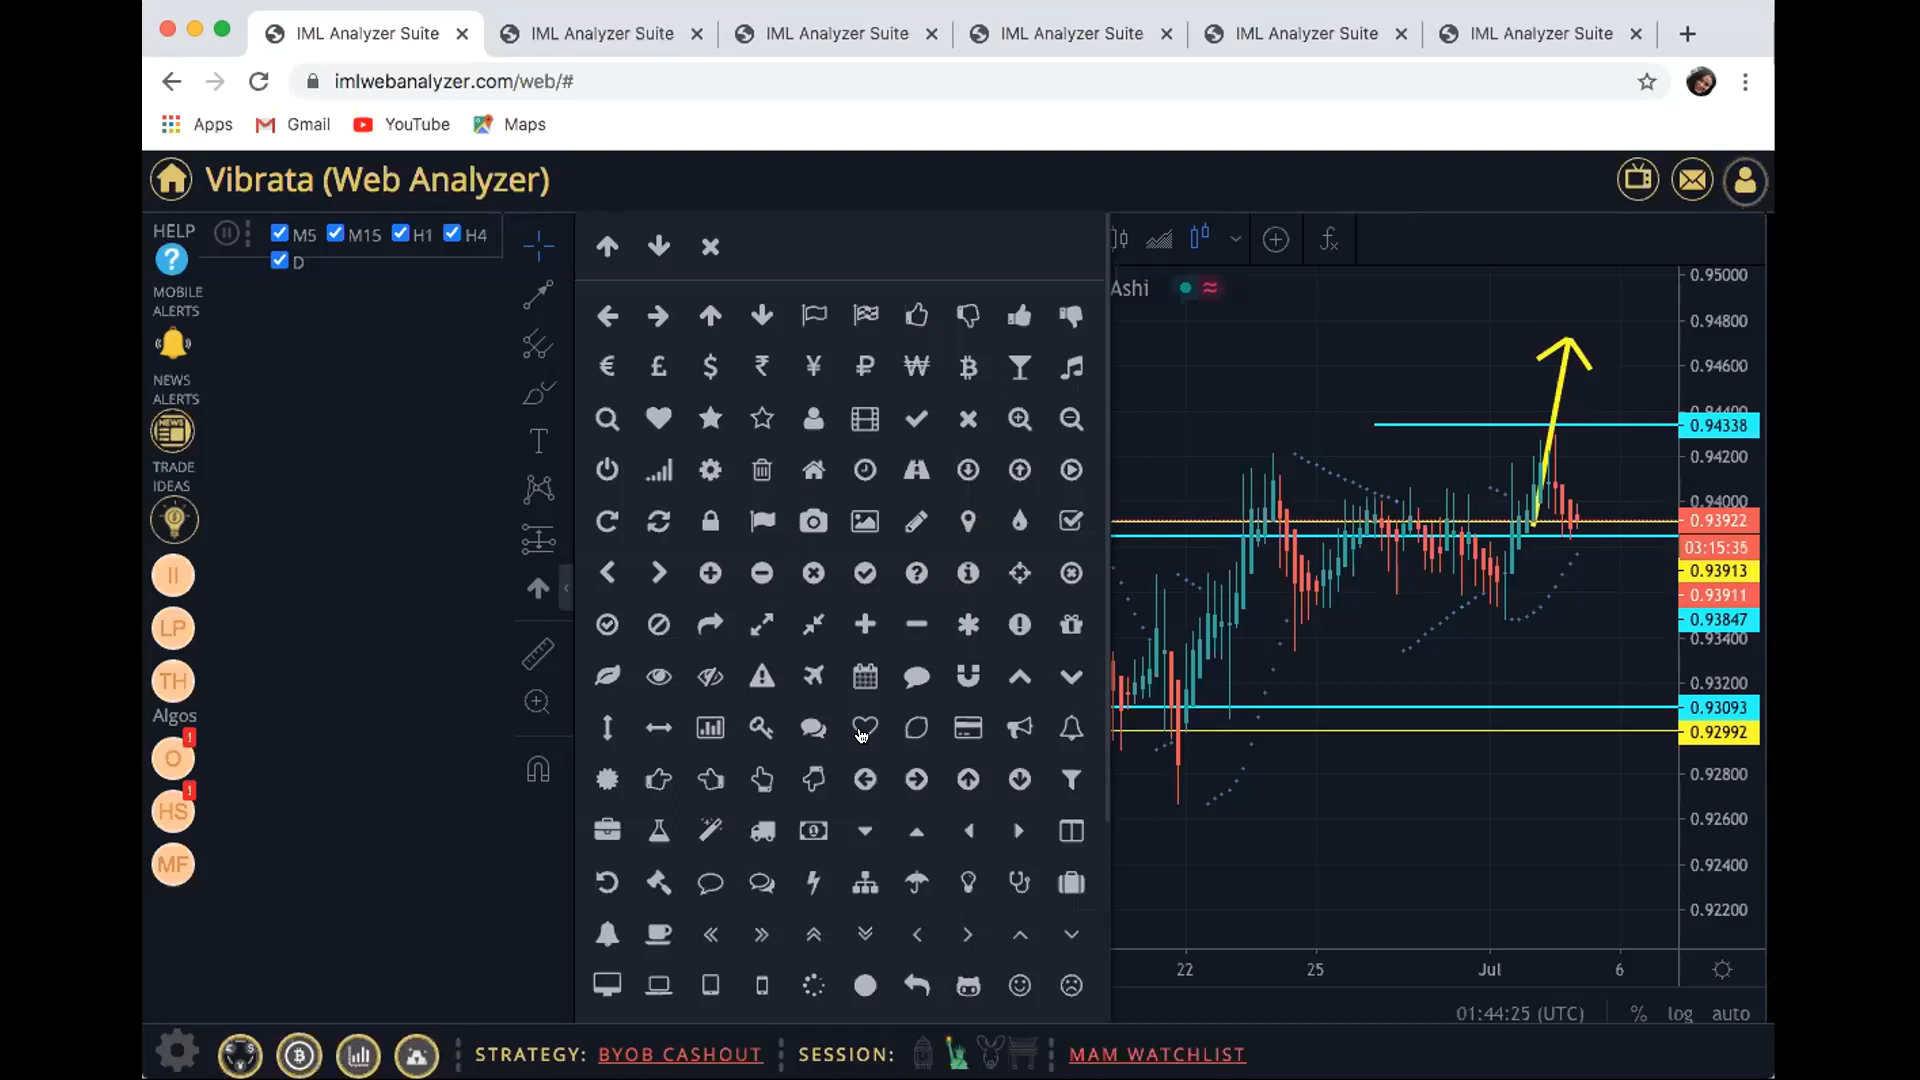 IML Analyzer Suite IML Analyzer Suite IML Analyzer Suite IML Analyzer Suite IML Analyzer Suite IML Analyzer Suite
imlwebanalyzer.com/web/#
Apps Gmail YouTube Maps
Vibrata (Web Analyzer)
HELP
M5 M15 H1 H4
D
MOBILE
ALERTS
NEWS
ALERTS
NEWS
TRADE
IDEAS
II
LP
TH
Algos
O
HS
MF
Ashi
0.95000
0.94800
0.94600
0.94400
0.94338
0.94200
0.94000
0.93922
03:15:36
0.93913
0.93911
0.93847
0.93400
0.93200
0.93093
0.92992
0.92800
0.92600
0.92400
0.92200
22 25 Jul 6
01:44:25 (UTC) % log auto
STRATEGY: BYOB CASHOUT SESSION: MAM WATCHLIST